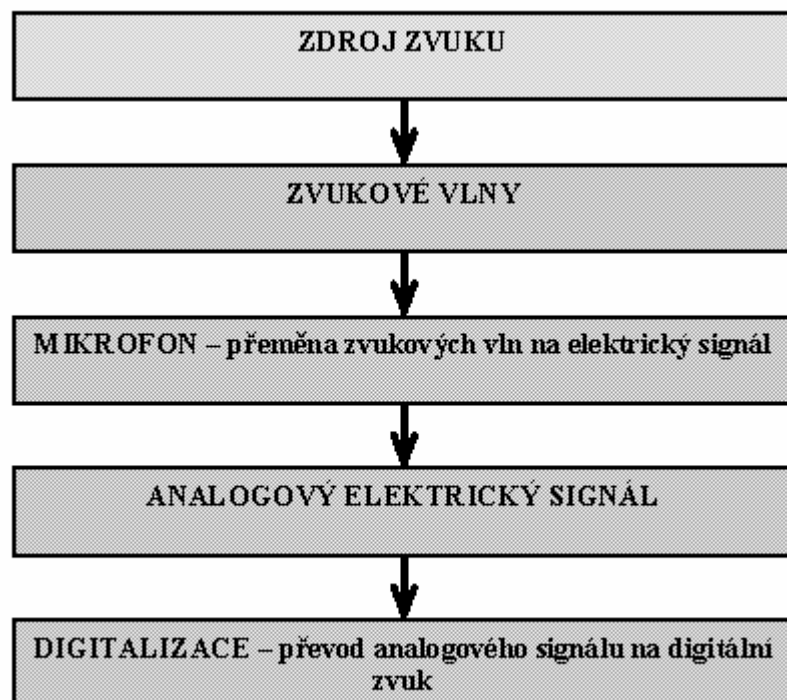 ZDROJ ZVUKU
ZVUKOVÉ VLNY
MIKROFON – přeměna zvukových vln na elektrický signál
ANALOGOVÝ ELEKTRICKÝ SIGNÁL
DIGITALIZACE – převod analogového signálu na digitální
zvuk